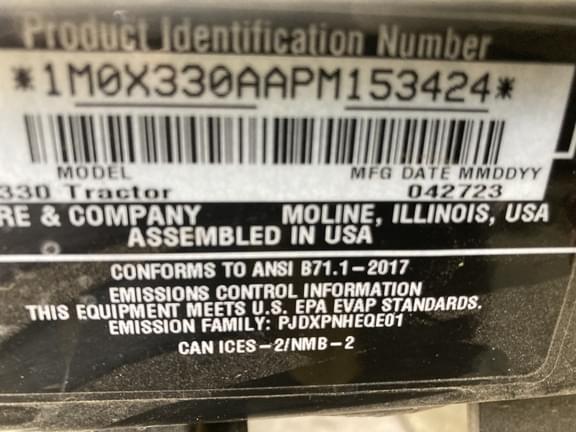 Product Identification Number
*1M0X330AAPM153424*
MODEL MFG DATE MMDDYY
330 Tractor 042723
RE & COMPANY MOLINE, ILLINOIS, USA
ASSEMBLED IN USA
CONFORMS TO ANSI B71.1-2017
EMISSIONS CONTROL INFORMATION
THIS EQUIPMENT MEETS U.S. EPA EVAP STANDARDS.
EMISSION FAMILY: PJDXPNHEQE01
CAN ICES-2/NMB-2